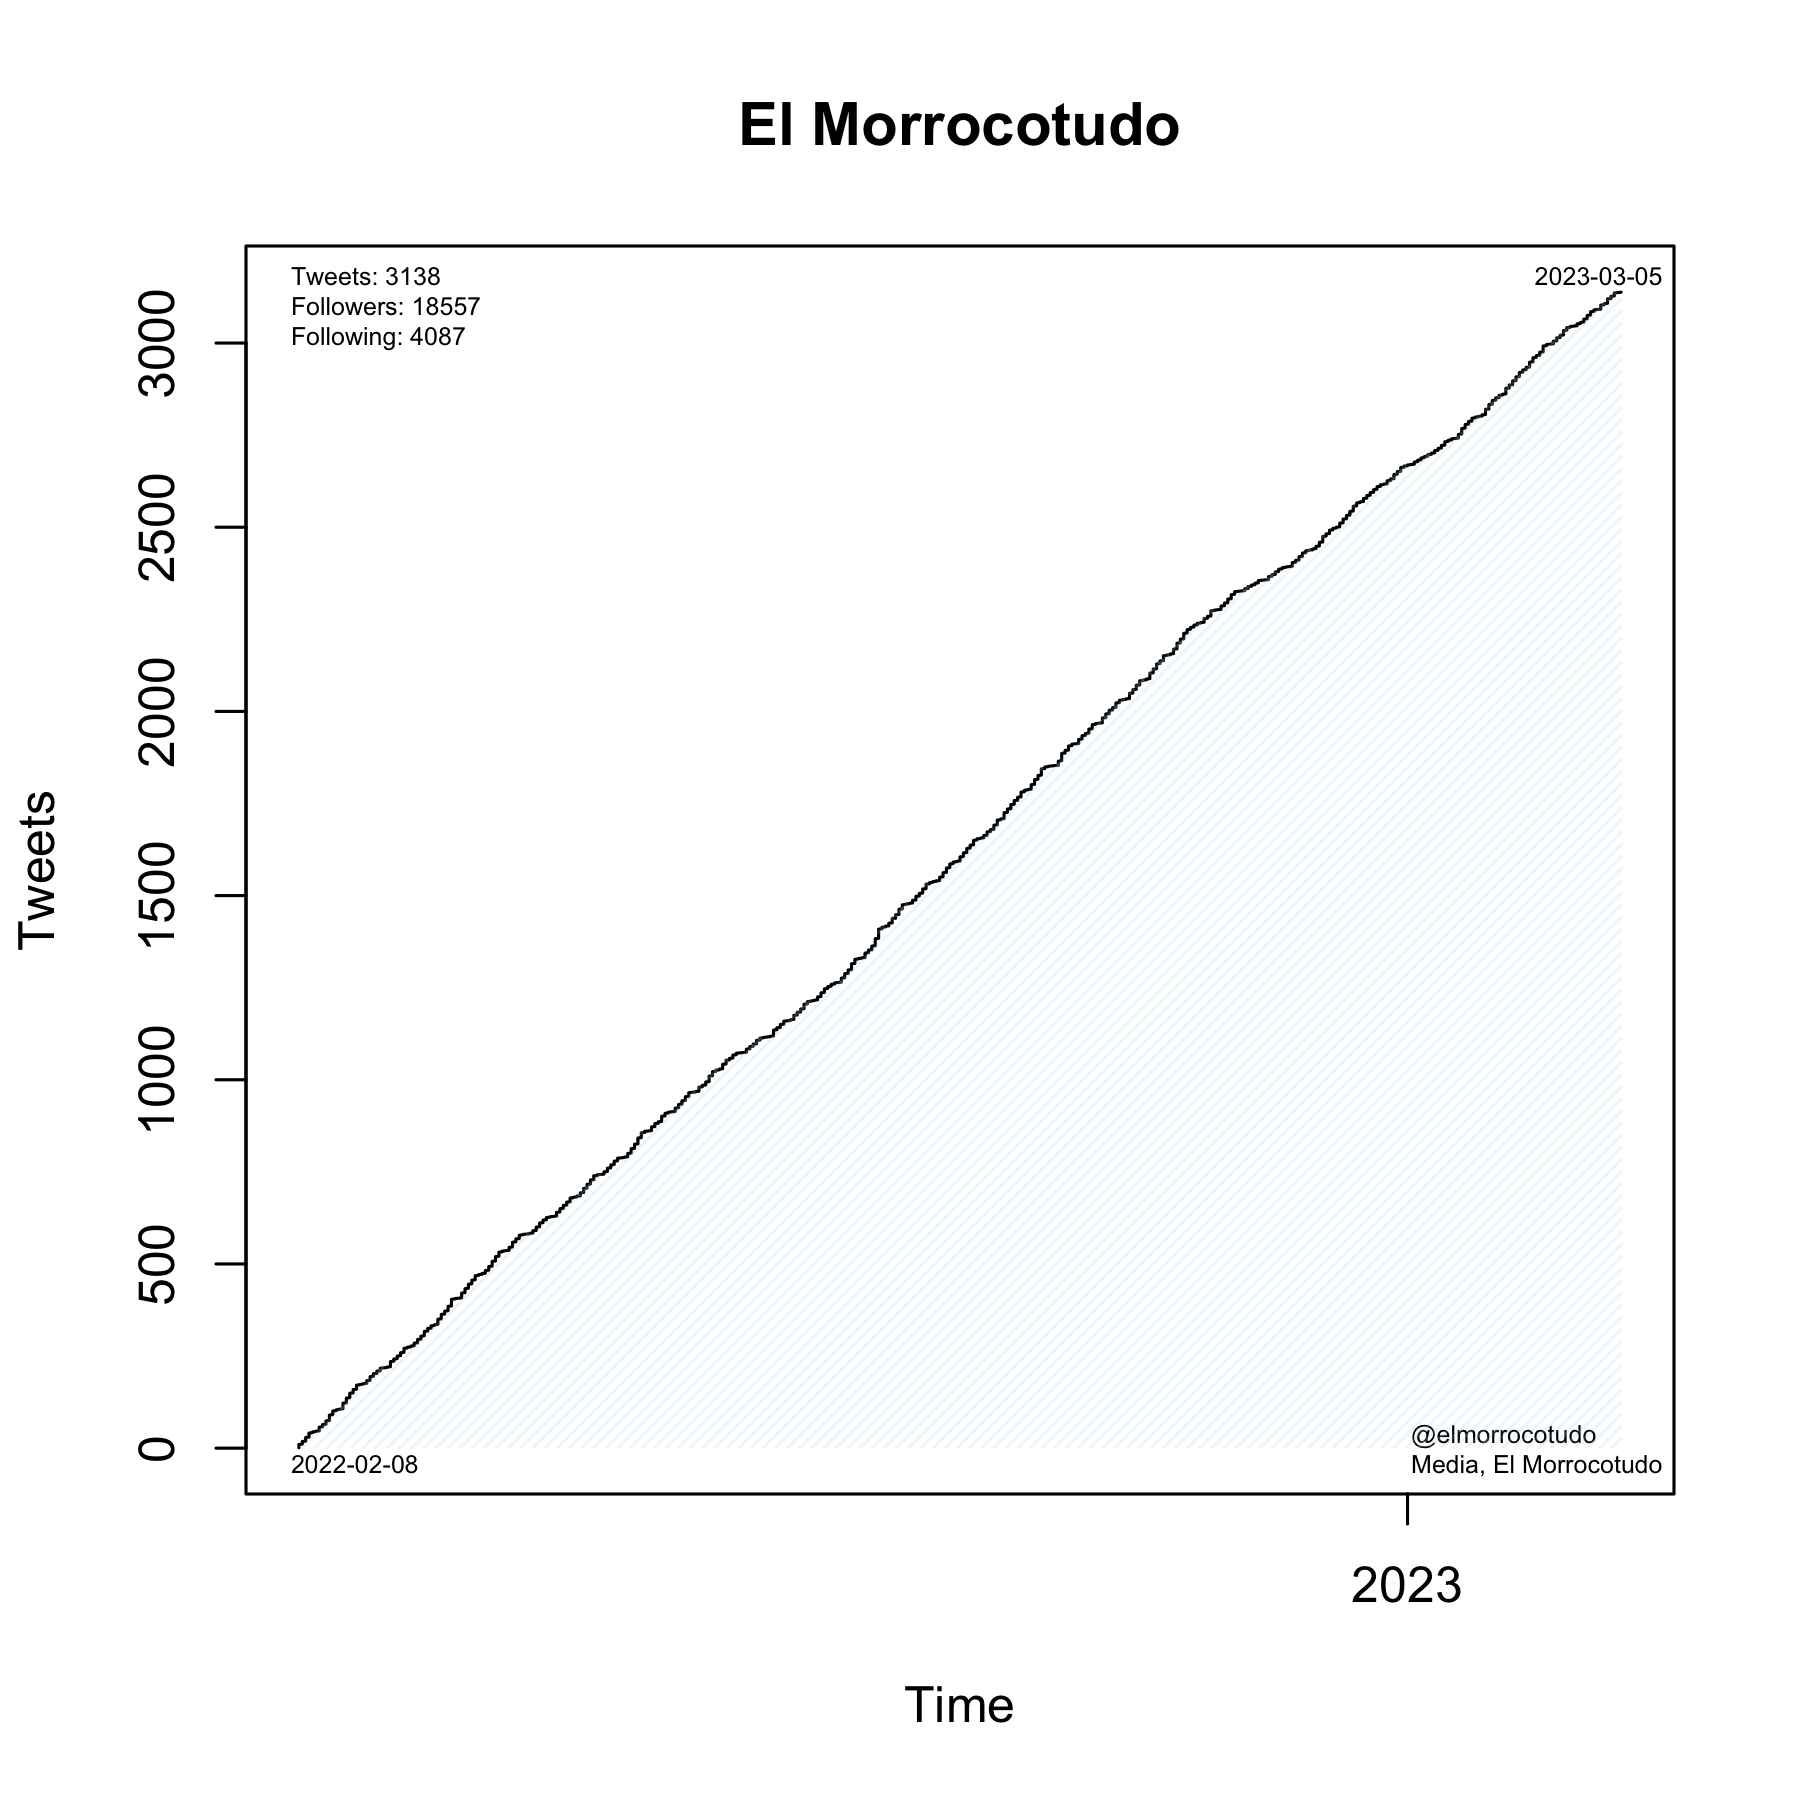 El Morrocotudo
Tweets: 3138
Followers: 18557
Following: 4087
2023-03-05
3000
2500
2000
1500
1000
500
0
Tweets
2022-02-08
@elmorrocotudo
Media, El Morrocotudo
2023
Time